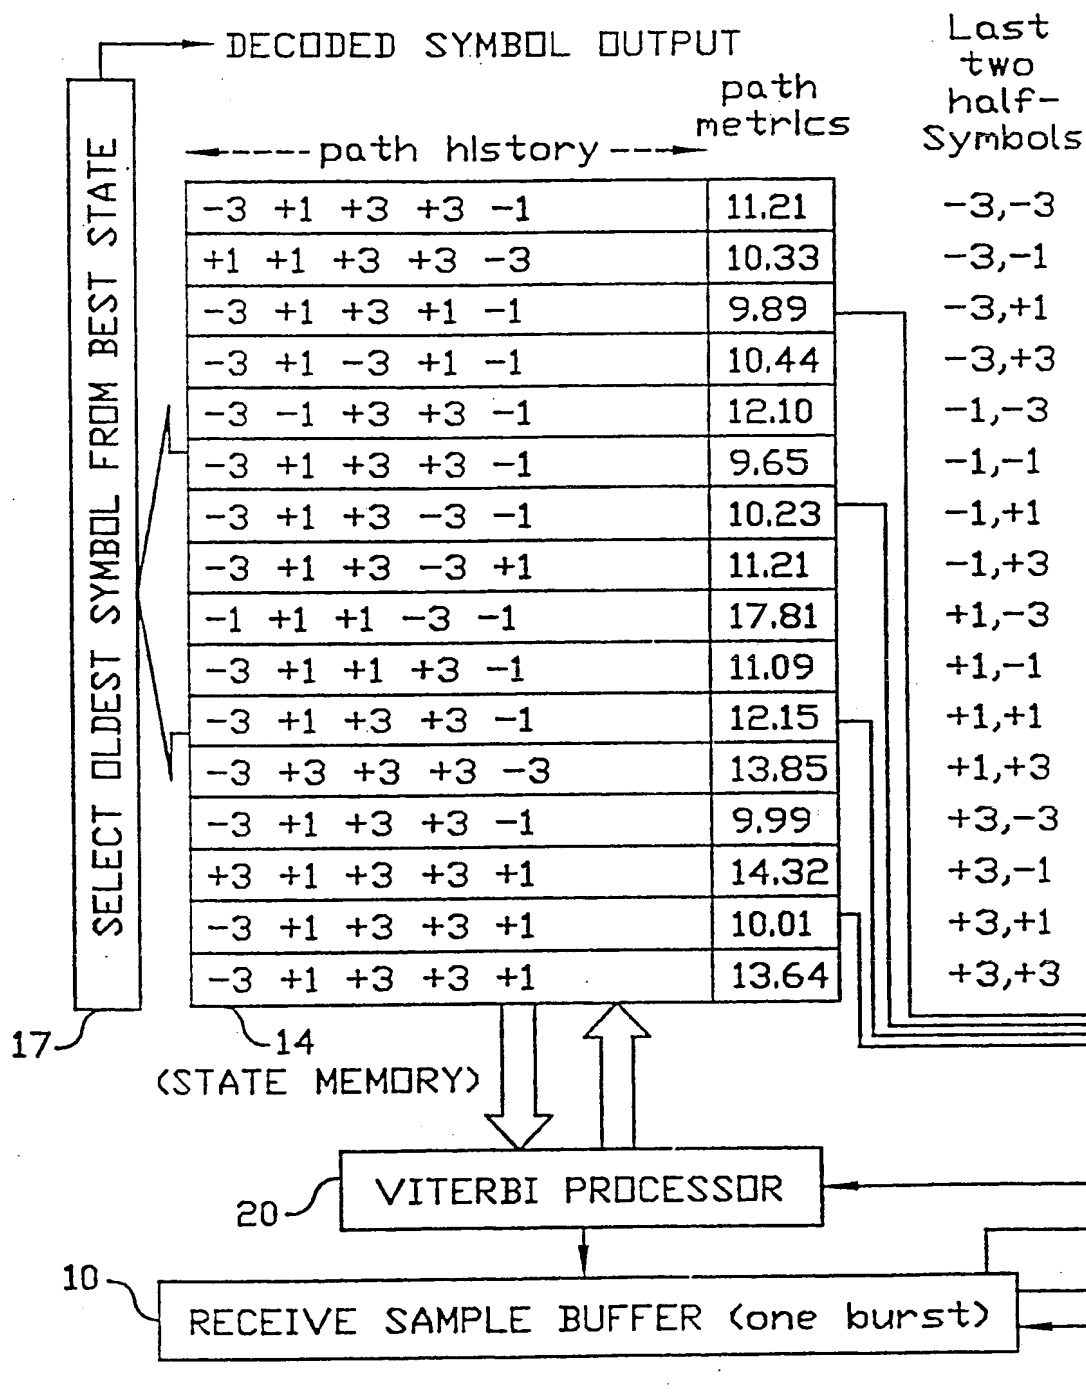 DECODED SYMBOL OUTPUT
Last
two
half-
Symbols
path
metrics
path history
SELECT OLDEST SYMBOL FROM BEST STATE
-3 +1 +3 +3 -1 11.21 -3,-3
+1 +1 +3 +3 -3 10.33 -3,-1
-3 +1 +3 +1 -1 9.89 -3,+1
-3 +1 -3 +1 -1 10.44 -3,+3
-3 -1 +3 +3 -1 12.10 -1,-3
-3 +1 +3 +3 -1 9.65 -1,-1
-3 +1 +3 -3 -1 10.23 -1,+1
-3 +1 +3 -3 +1 11.21 -1,+3
-1 +1 +1 -3 -1 17.81 +1,-3
-3 +1 +1 +3 -1 11.09 +1,-1
-3 +1 +3 +3 -1 12.15 +1,+1
-3 +3 +3 +3 -3 13.85 +1,+3
-3 +1 +3 +3 -1 9.99 +3,-3
+3 +1 +3 +3 +1 14.32 +3,-1
-3 +1 +3 +3 +1 10.01 +3,+1
-3 +1 +3 +3 +1 13.64 +3,+3
17
14
(STATE MEMORY)
VITERBI PROCESSOR
20
10
RECEIVE SAMPLE BUFFER (one burst)